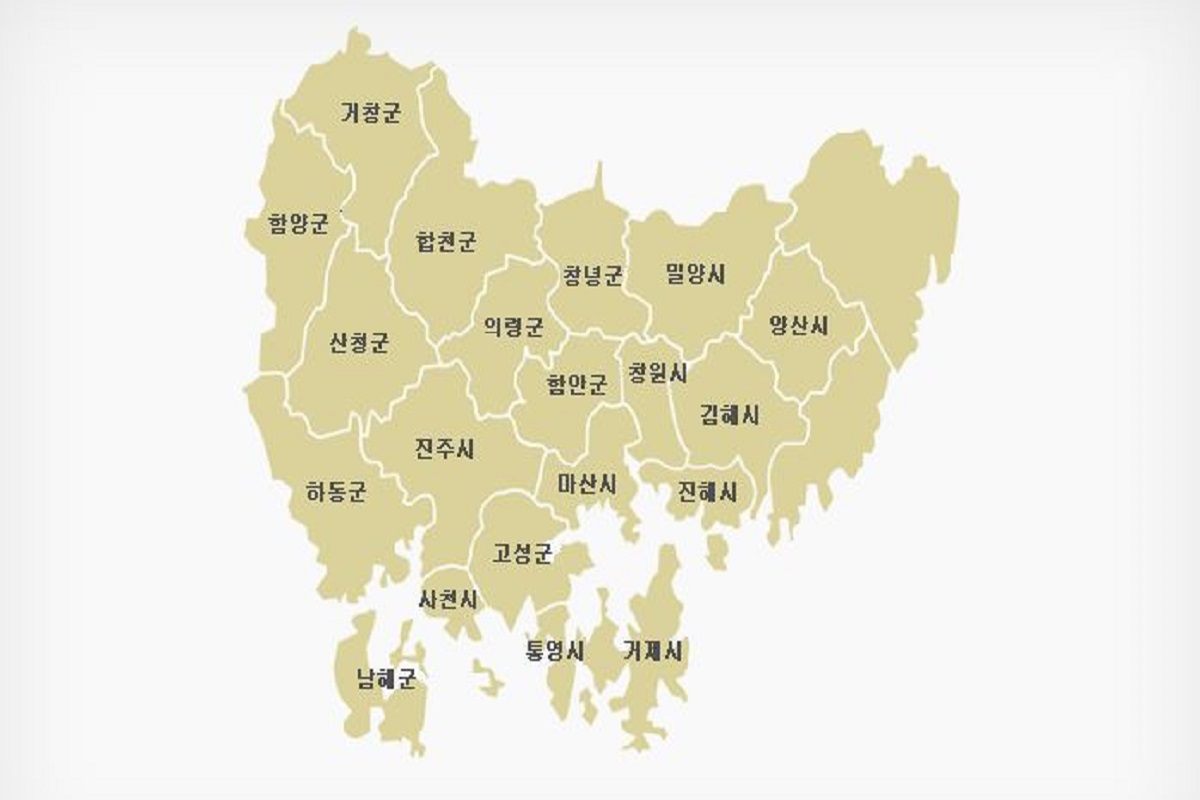 거창군
함양군
합천군
창녕군
밀양시
의령군
양산시
산청군
창원시
함안군
김해시
진주시
마산시
하동군
진해시
고성군
사천시
통영시
거제시
남해군